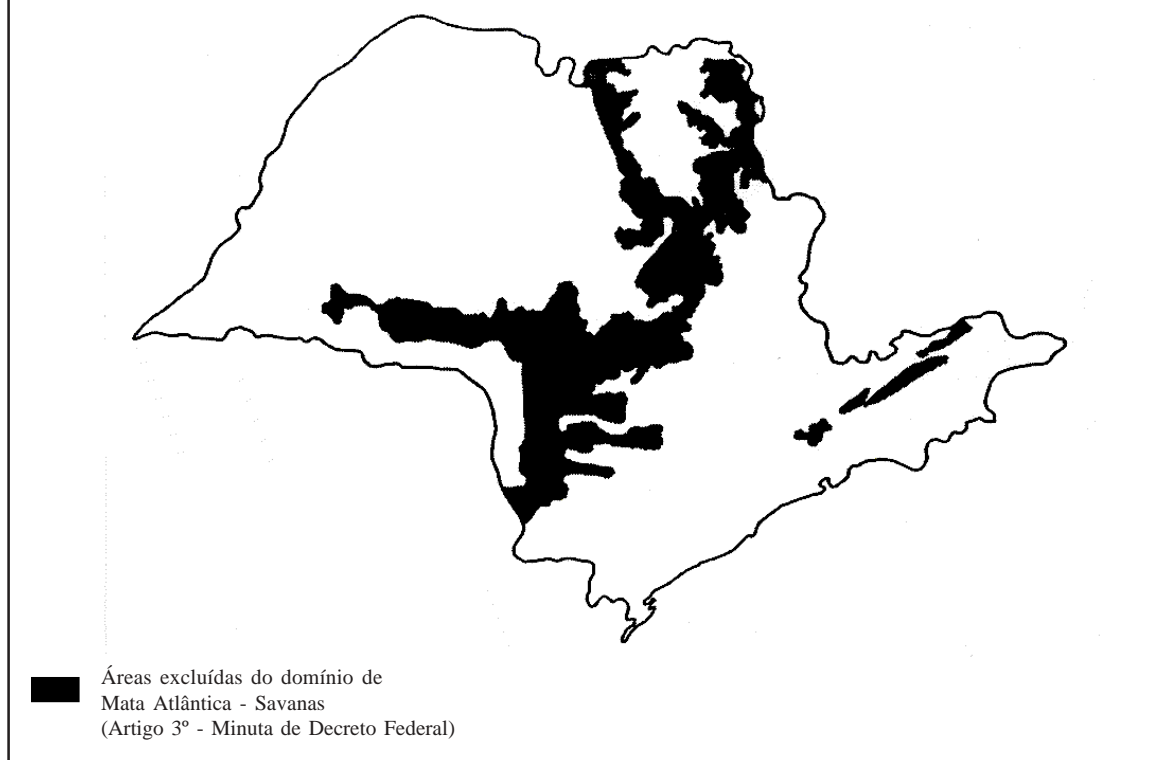 Áreas excluídas do domínio de
Mata Atlântica - Savanas
(Artigo 3º - Minuta de Decreto Federal)